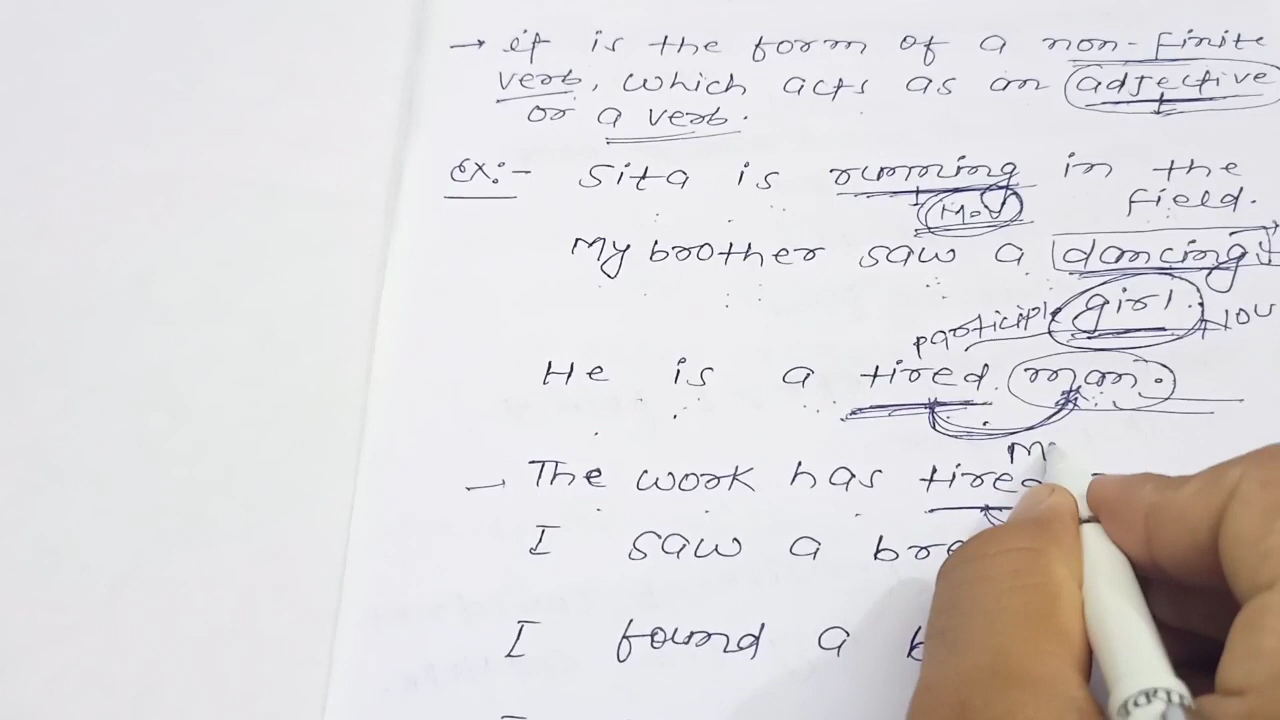 → it is the form of a non-finite
verb, which acts as an adjective
or a verb.
ex:- Sita is running in the
field.
M.V
My brother saw a dancing
girl.
participle
He is a tired man.
The work has tired
I saw a
I found a